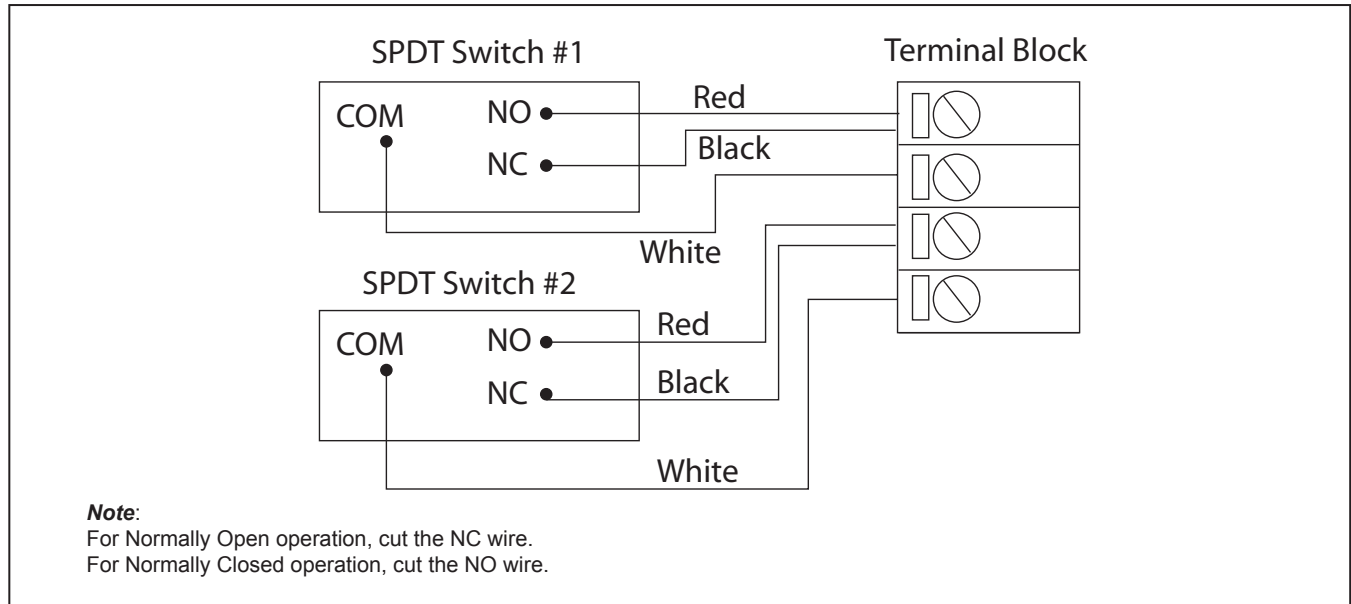 SPDT Switch #1
Terminal Block
COM
NO
Red
NC
Black
White
SPDT Switch #2
COM
NO
Red
NC
Black
White
Note:
For Normally Open operation, cut the NC wire.
For Normally Closed operation, cut the NO wire.